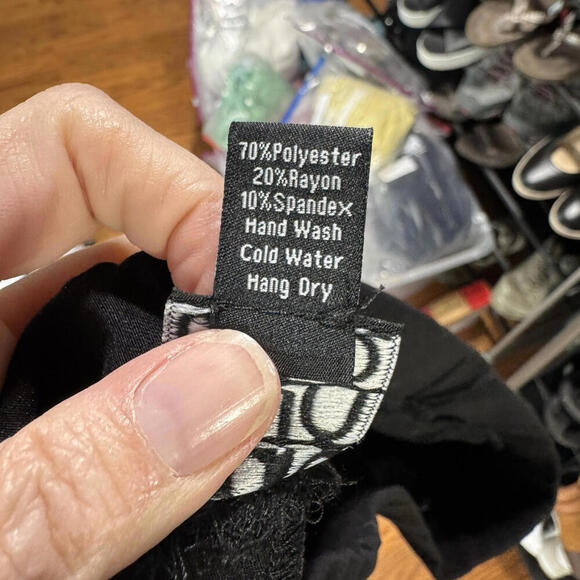 70%Polyester
20%Rayon
10%Spandex
Hand Wash
Cold Water
Hang Dry